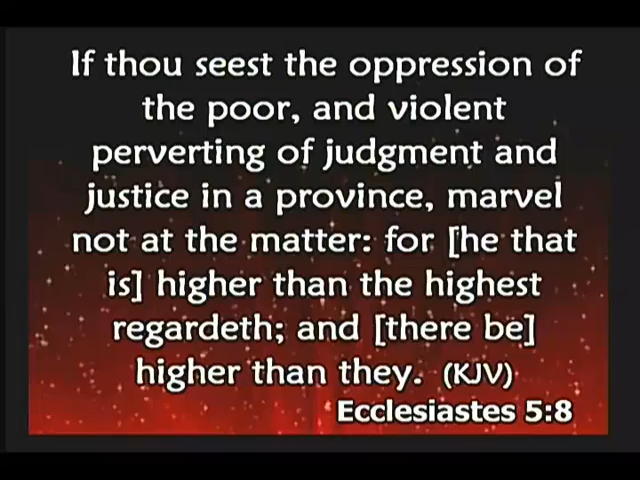 If thou seest the oppression of
the poor, and violent
perverting of judgment and
justice in a province, marvel
not at the matter: for [he that
is] higher than the highest
regardeth; and [there be]
higher than they. (KJV)
Ecclesiastes 5:8